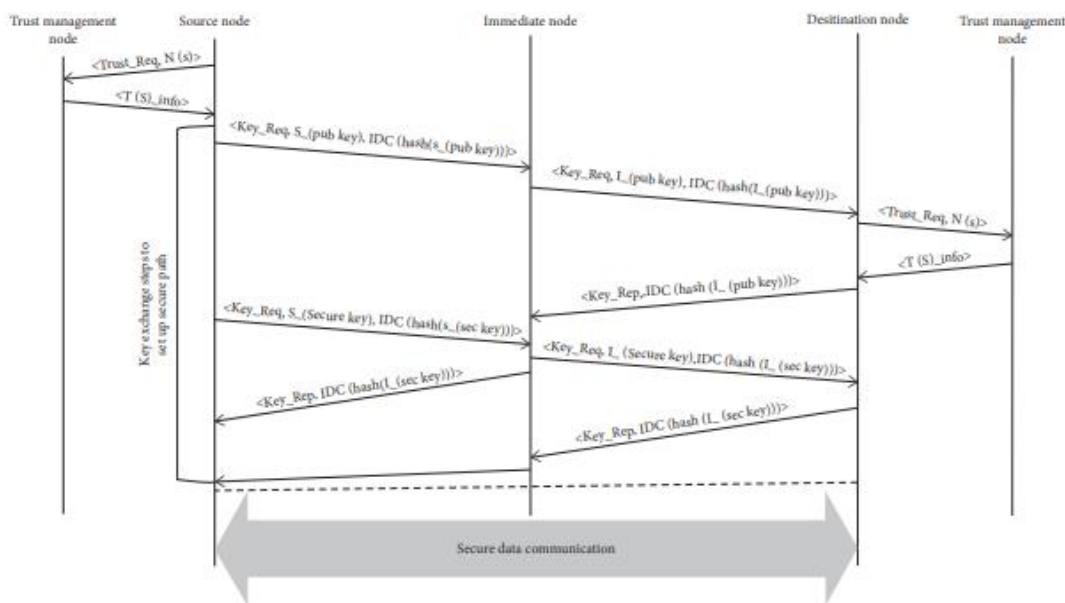 Trust management
node
Source node
Immediate node
Desitination node
Trust management
node
<Trust_Req, N (s)>
<T (S)_info>
<Key_Req, S_(pub key), IDC (hash(s_(pub key)))>
<Key_Req, I_(pub key), IDC (hash(I_(pub key)))>
<Trust_Req, N (s)>
<T (S)_info>
<Key_Rep,.IDC (hash (I_ (pub key)))>
Key exchange steps to
set up secure path
<Key_Req, S_(Secure key), IDC (hash(s_(sec key)))>
<Key_Req, I_ (Secure key),IDC (hash (I_ (sec key)))>
<Key_Rep, IDC (hash(I_(sec key)))>
<Key_Rep, IDC (hash (I_ (sec key)))>
Secure data communication